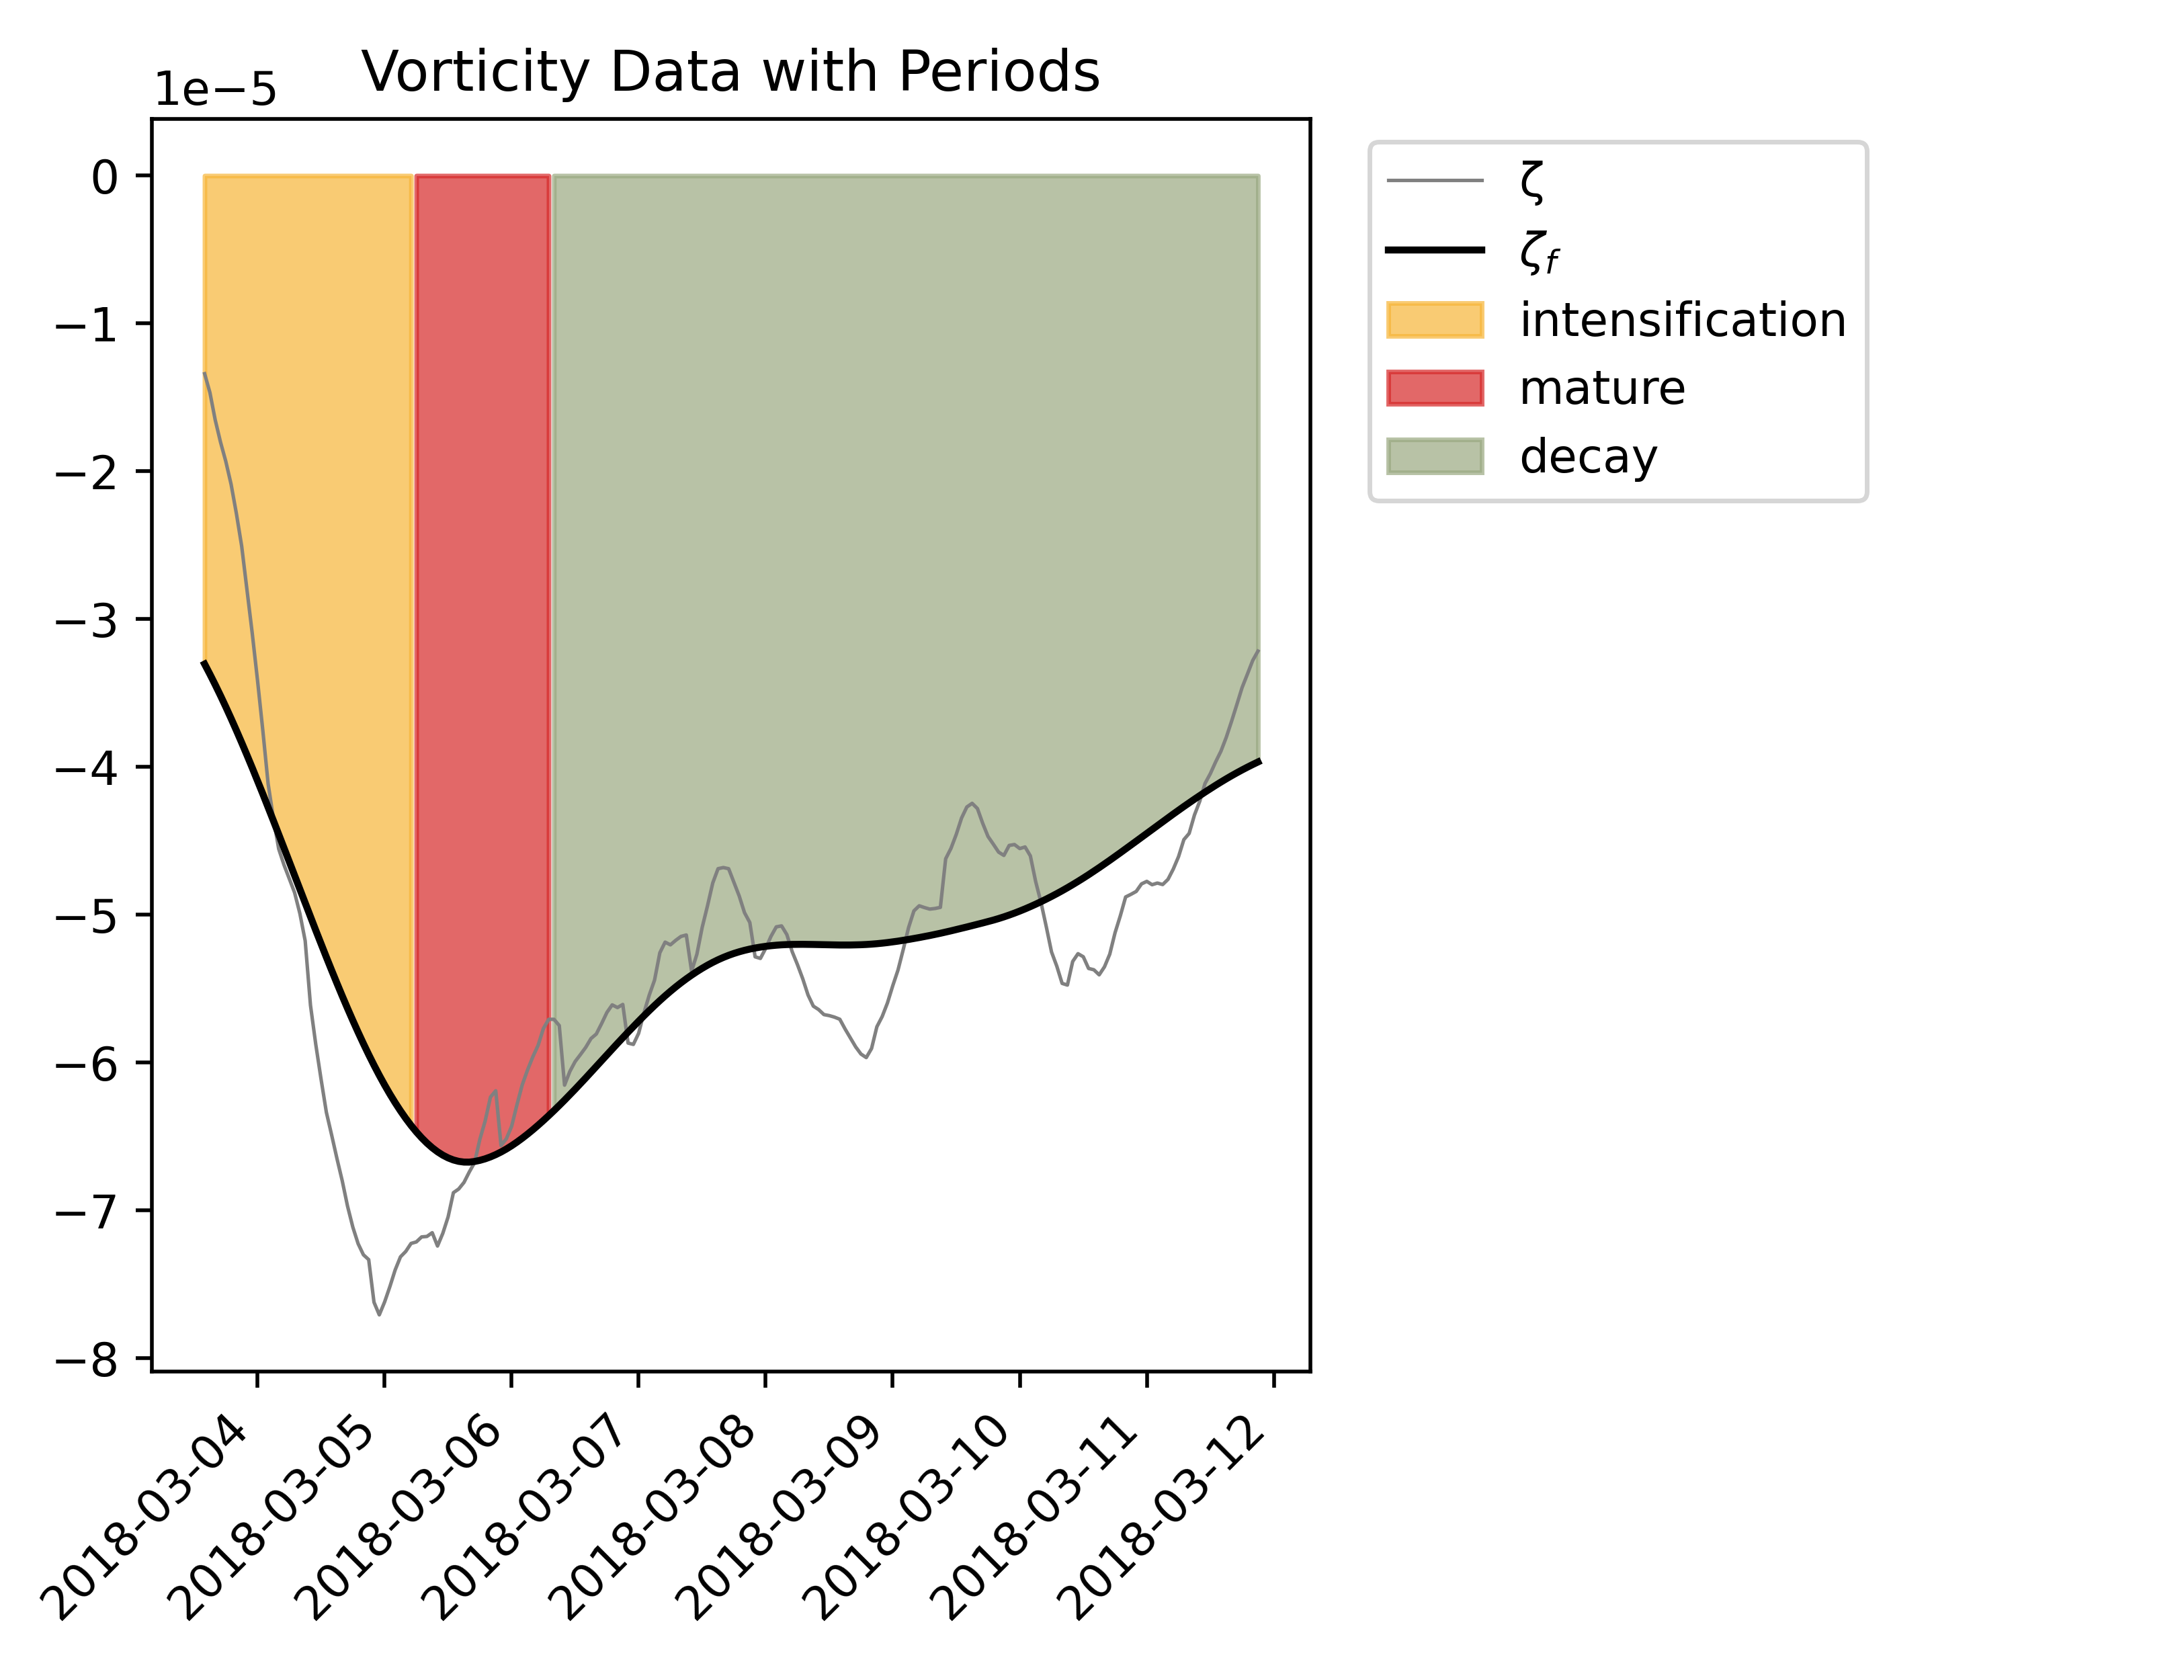 Vorticity Data with Periods
1e−5
0
−1
−2
−3
−4
−5
−6
−7
−8
2018-03-04
2018-03-05
2018-03-06
2018-03-07
2018-03-08
2018-03-09
2018-03-10
2018-03-11
2018-03-12
ζ
ζf
intensification
mature
decay